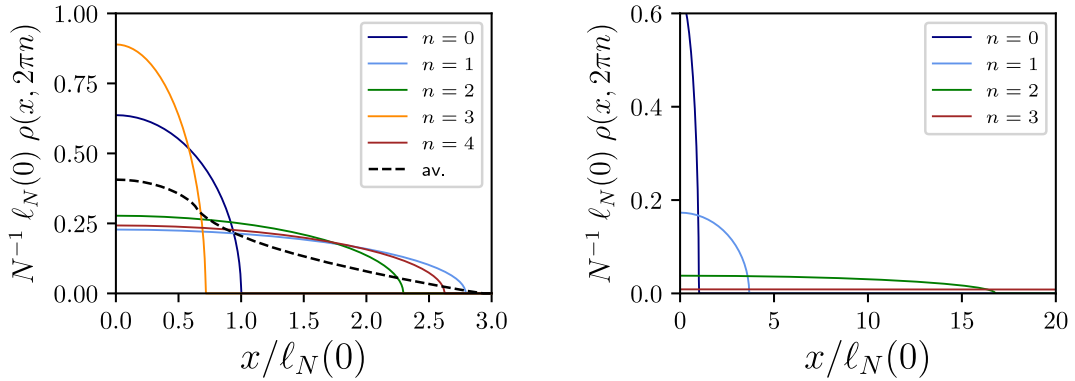 1.00
0.75
0.50
0.25
0.00
N⁻¹ ℓ_N(0) ρ(x, 2πn)
n = 0
n = 1
n = 2
n = 3
n = 4
av.
0.0 0.5 1.0 1.5 2.0 2.5 3.0
x/ℓ_N(0)
0.6
0.4
0.2
0.0
N⁻¹ ℓ_N(0) ρ(x, 2πn)
n = 0
n = 1
n = 2
n = 3
0 5 10 15 20
x/ℓ_N(0)